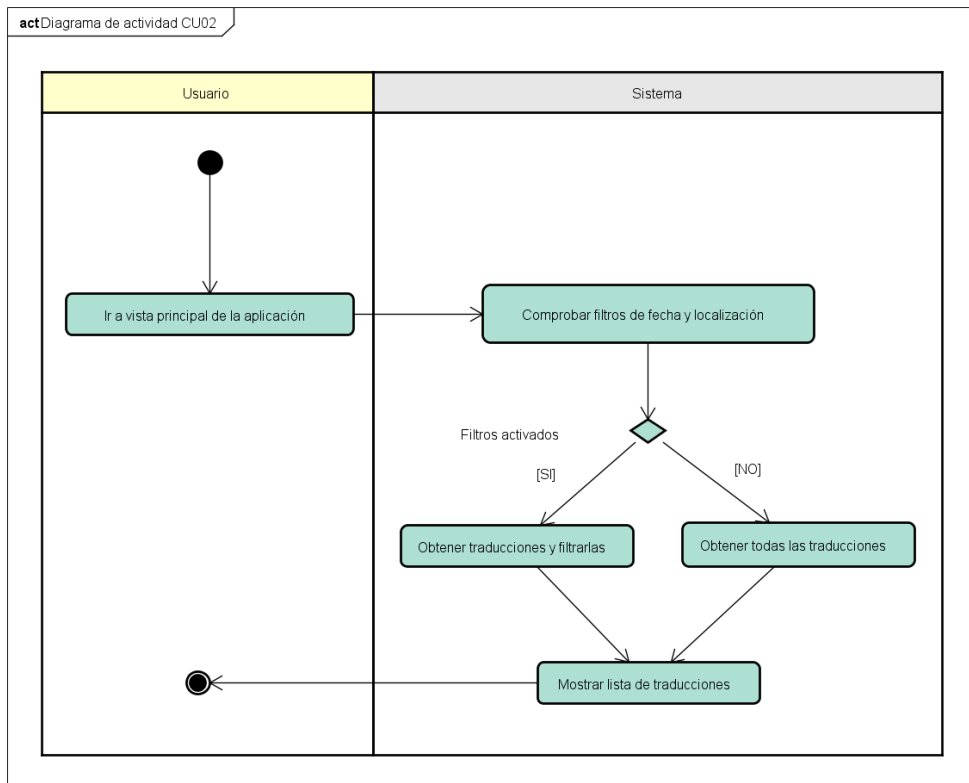 act Diagrama de actividad CU02
Usuario
Sistema
Ir a vista principal de la aplicación
Comprobar filtros de fecha y localización
Filtros activados
[SI]
[NO]
Obtener traducciones y filtrarlas
Obtener todas las traducciones
Mostrar lista de traducciones